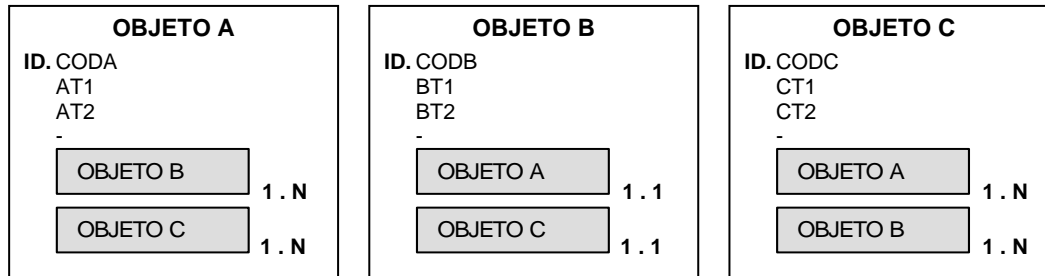 OBJETO A
ID. CODA
AT1
AT2
-
OBJETO B
1 . N
OBJETO C
1 . N
OBJETO B
ID. CODB
BT1
BT2
-
OBJETO A
1 . 1
OBJETO C
1 . 1
OBJETO C
ID. CODC
CT1
CT2
-
OBJETO A
1 . N
OBJETO B
1 . N